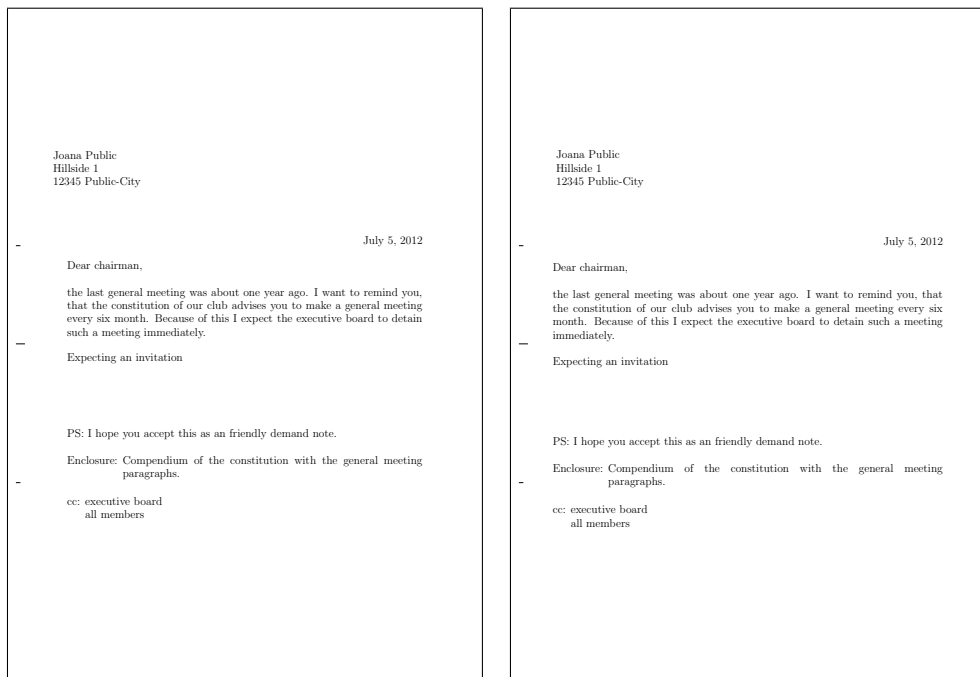 Joana Public
Hillside 1
12345 Public-City
July 5, 2012
Dear chairman,
the last general meeting was about one year ago. I want to remind you,
that the constitution of our club advises you to make a general meeting
every six month. Because of this I expect the executive board to detain
such a meeting immediately.
Expecting an invitation
PS: I hope you accept this as an friendly demand note.
Enclosure: Compendium of the constitution with the general meeting
paragraphs.
cc: executive board
all members
Joana Public
Hillside 1
12345 Public-City
July 5, 2012
Dear chairman,
the last general meeting was about one year ago. I want to remind you, that
the constitution of our club advises you to make a general meeting every six
month. Because of this I expect the executive board to detain such a meeting
immediately.
Expecting an invitation
PS: I hope you accept this as an friendly demand note.
Enclosure: Compendium of the constitution with the general meeting
paragraphs.
cc: executive board
all members